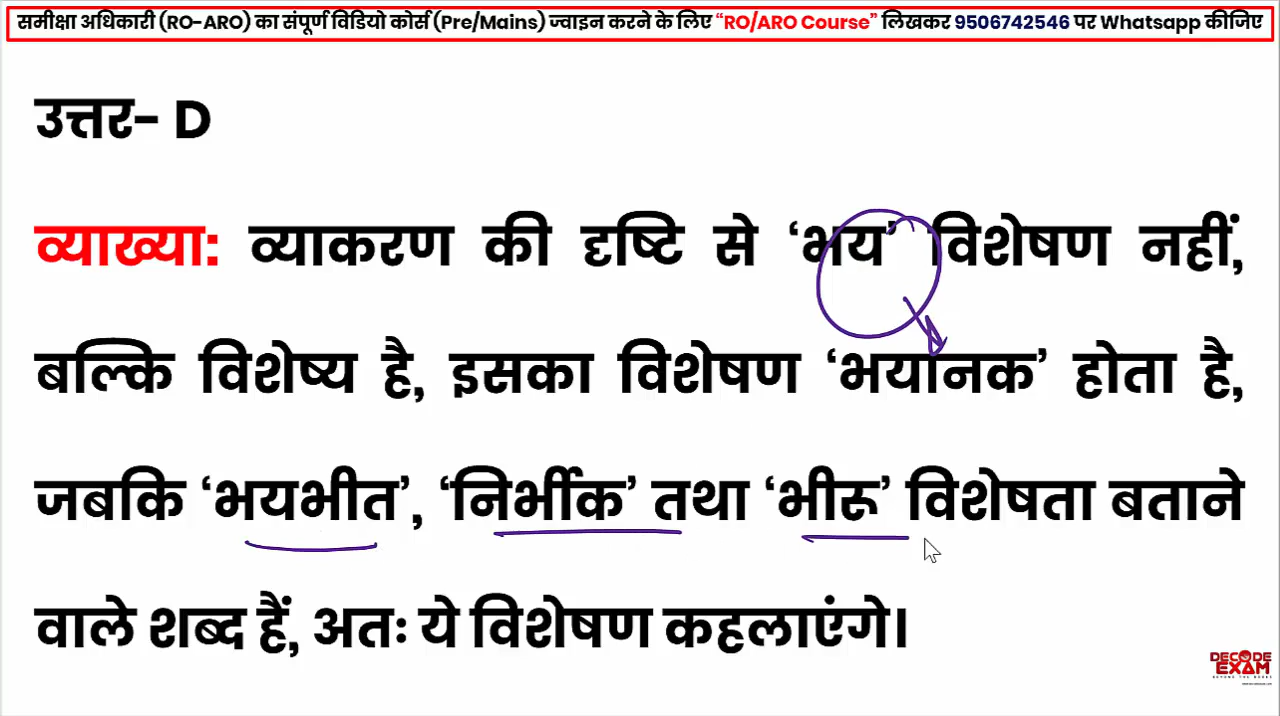 समीक्षा अधिकारी (RO-ARO) का संपूर्ण विडियो कोर्स (Pre/Mains) ज्वाइन करने के लिए “RO/ARO Course” लिखकर 9506742546 पर Whatsapp कीजिए
उत्तर- D
व्याख्या: व्याकरण की दृष्टि से ‘भय’ विशेषण नहीं,
बल्कि विशेष्य है, इसका विशेषण ‘भयानक’ होता है,
जबकि ‘भयभीत’, ‘निर्भीक’ तथा ‘भीरू’ विशेषता बताने
वाले शब्द हैं, अतः ये विशेषण कहलाएंगे।
DECODE
EXAM